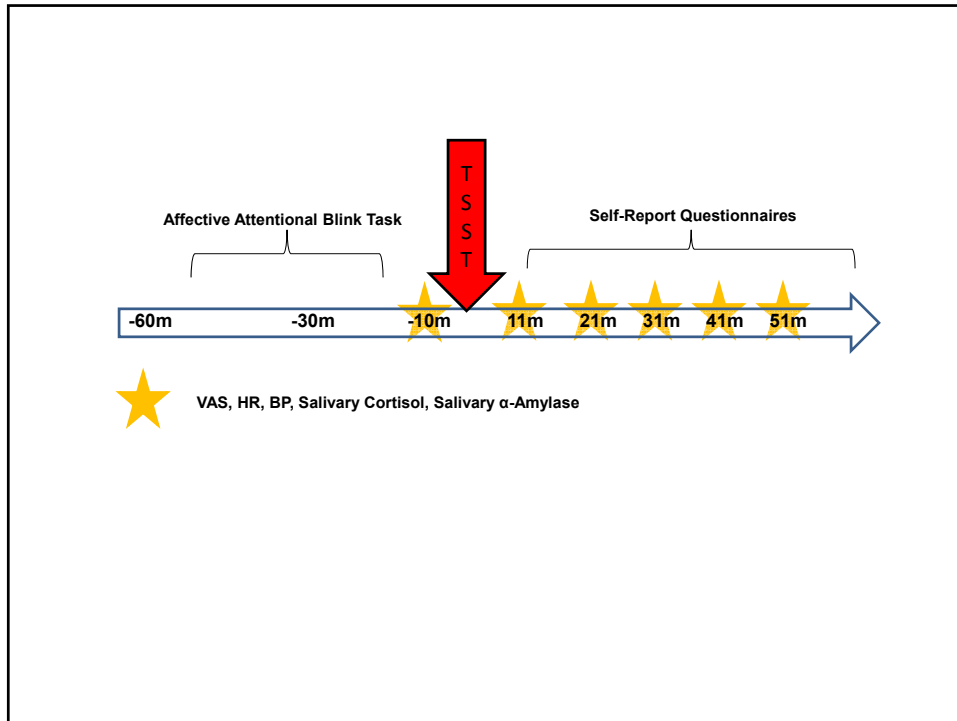 TSST
Affective Attentional Blink Task
Self-Report Questionnaires
-60m -30m -10m 11m 21m 31m 41m 51m
VAS, HR, BP, Salivary Cortisol, Salivary α-Amylase